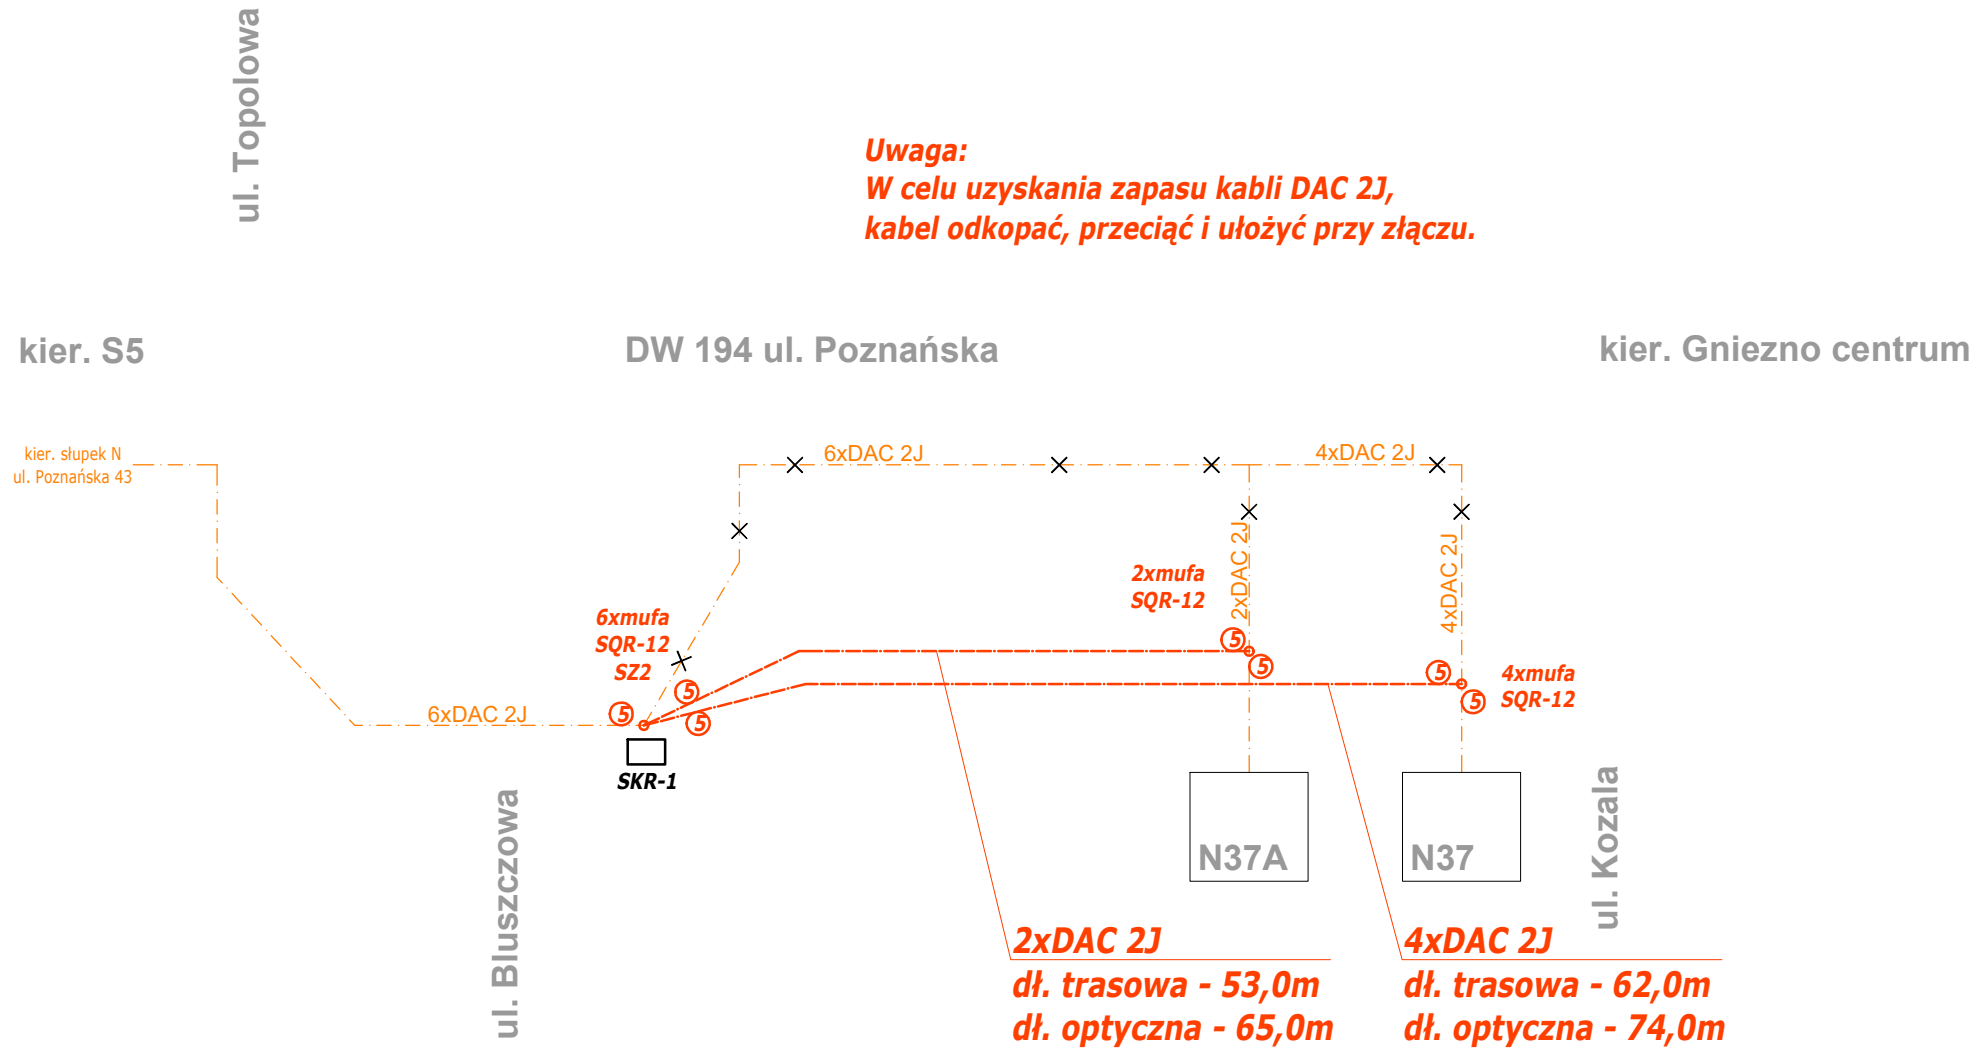 ul. Topolowa
Uwaga:
W celu uzyskania zapasu kabli DAC 2J,
kabel odkopać, przeciąć i ułożyć przy złączu.
kier. S5
DW 194 ul. Poznańska
kier. Gniezno centrum
kier. słupek N
ul. Poznańska 43
6xDAC 2J
4xDAC 2J
2xDAC 2J
4xDAC 2J
2xmufa
SQR-12
6xmufa
SQR-12
SZ2
5
5
5
5
5
5
5
4xmufa
SQR-12
6xDAC 2J
SKR-1
ul. Bluszczowa
N37A
N37
ul. Kozala
2xDAC 2J
dł. trasowa - 53,0m
dł. optyczna - 65,0m
4xDAC 2J
dł. trasowa - 62,0m
dł. optyczna - 74,0m